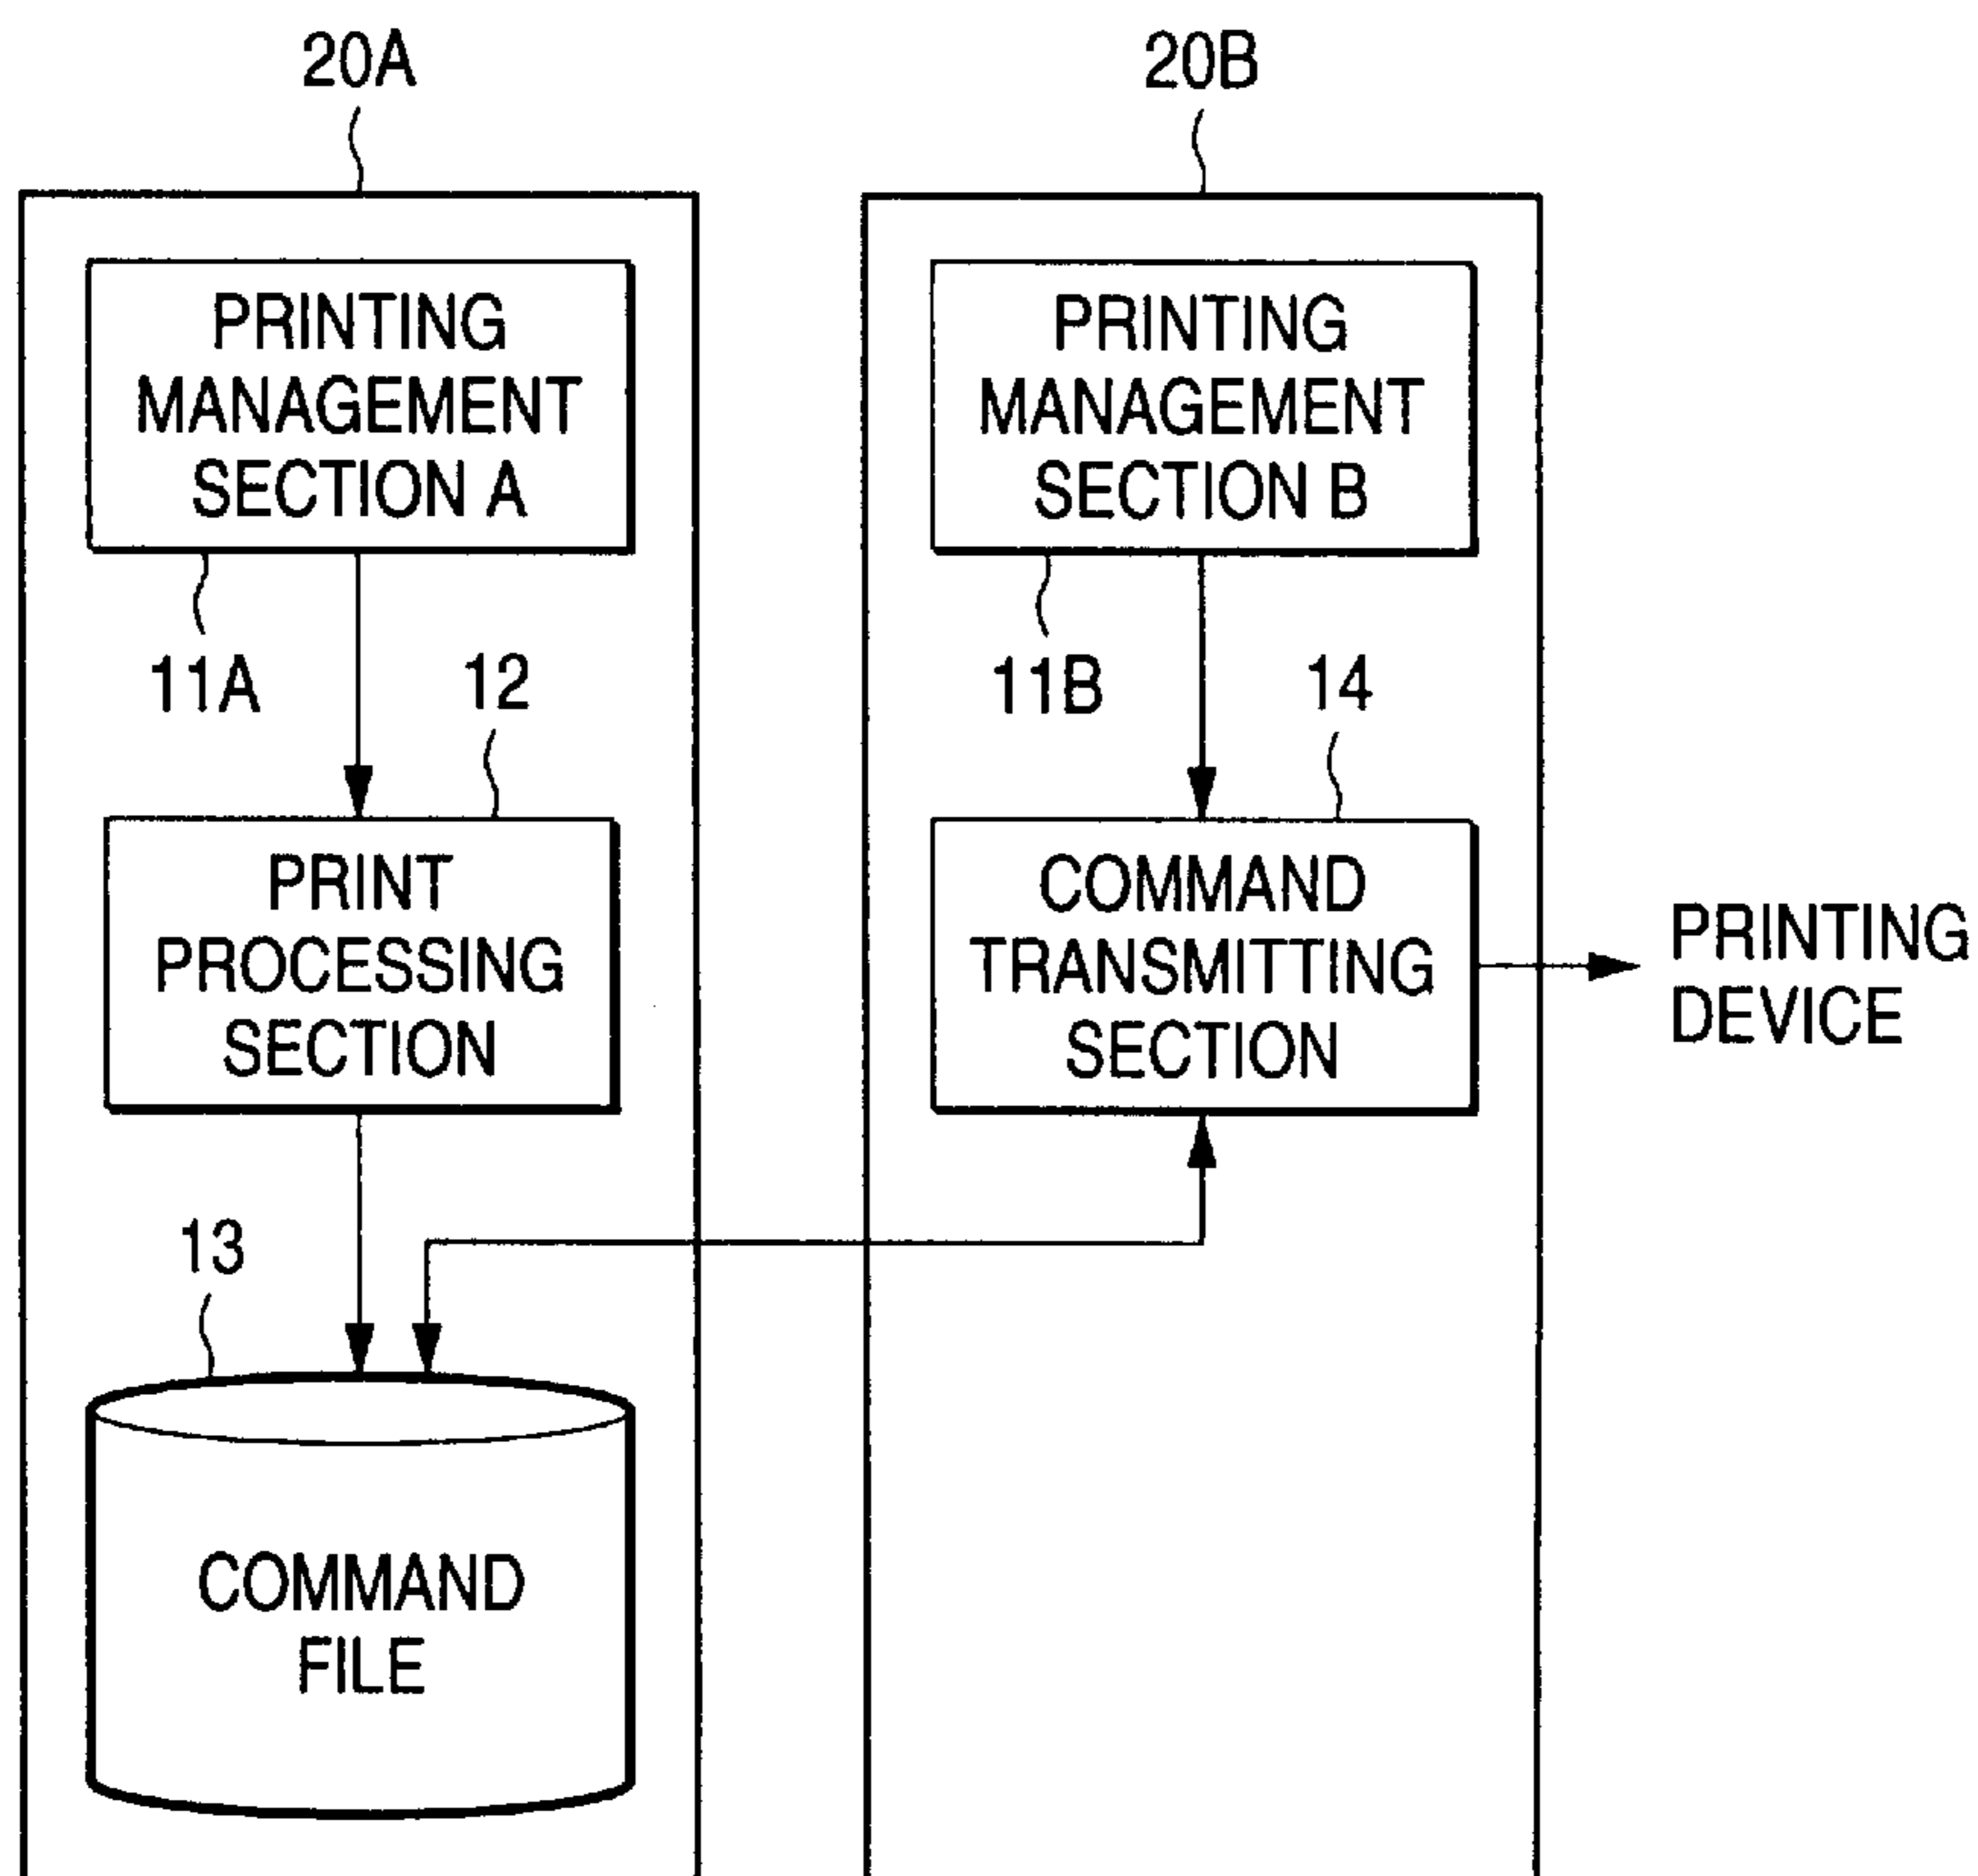 20A
20B
PRINTING
MANAGEMENT
SECTION A
PRINTING
MANAGEMENT
SECTION B
11A
12
11B
14
PRINT
PROCESSING
SECTION
COMMAND
TRANSMITTING
SECTION
PRINTING
DEVICE
13
COMMAND
FILE